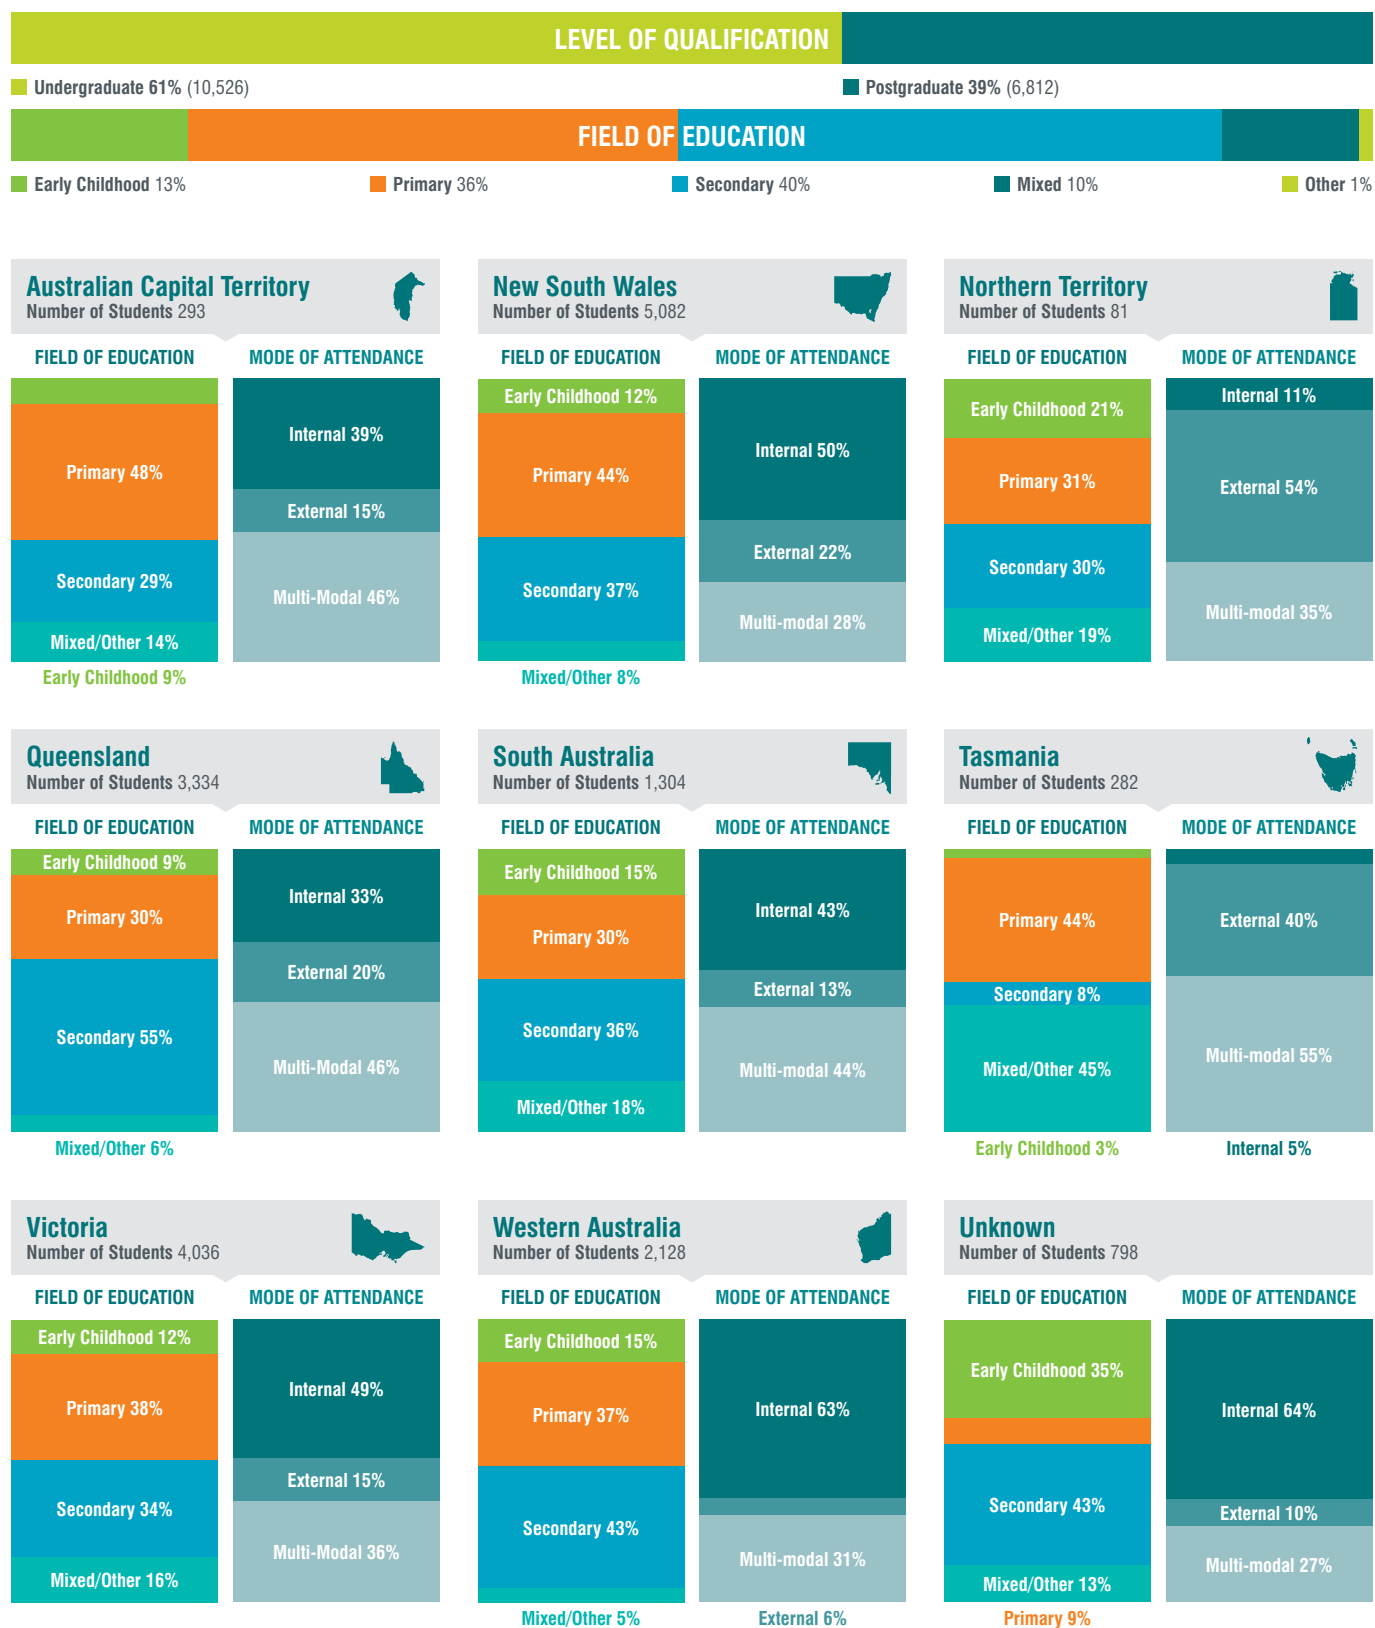 LEVEL OF QUALIFICATION
Undergraduate 61% (10,526)
Postgraduate 39% (6,812)
FIELD OF EDUCATION
Early Childhood 13%
Primary 36%
Secondary 40%
Mixed 10%
Other 1%
Australian Capital Territory
Number of Students 293
FIELD OF EDUCATION
MODE OF ATTENDANCE
Primary 48%
Secondary 29%
Mixed/Other 14%
Early Childhood 9%
Internal 39%
External 15%
Multi-Modal 46%
New South Wales
Number of Students 5,082
FIELD OF EDUCATION
MODE OF ATTENDANCE
Early Childhood 12%
Primary 44%
Secondary 37%
Mixed/Other 8%
Internal 50%
External 22%
Multi-modal 28%
Northern Territory
Number of Students 81
FIELD OF EDUCATION
MODE OF ATTENDANCE
Early Childhood 21%
Primary 31%
Secondary 30%
Mixed/Other 19%
Internal 11%
External 54%
Multi-modal 35%
Queensland
Number of Students 3,334
FIELD OF EDUCATION
MODE OF ATTENDANCE
Early Childhood 9%
Primary 30%
Secondary 55%
Mixed/Other 6%
Internal 33%
External 20%
Multi-Modal 46%
South Australia
Number of Students 1,304
FIELD OF EDUCATION
MODE OF ATTENDANCE
Early Childhood 15%
Primary 30%
Secondary 36%
Mixed/Other 18%
Internal 43%
External 13%
Multi-modal 44%
Tasmania
Number of Students 282
FIELD OF EDUCATION
MODE OF ATTENDANCE
Primary 44%
Secondary 8%
Mixed/Other 45%
Early Childhood 3%
External 40%
Multi-modal 55%
Internal 5%
Victoria
Number of Students 4,036
FIELD OF EDUCATION
MODE OF ATTENDANCE
Early Childhood 12%
Primary 38%
Secondary 34%
Mixed/Other 16%
Internal 49%
External 15%
Multi-Modal 36%
Western Australia
Number of Students 2,128
FIELD OF EDUCATION
MODE OF ATTENDANCE
Early Childhood 15%
Primary 37%
Secondary 43%
Mixed/Other 5%
Internal 63%
Multi-modal 31%
External 6%
Unknown
Number of Students 798
FIELD OF EDUCATION
MODE OF ATTENDANCE
Early Childhood 35%
Secondary 43%
Mixed/Other 13%
Primary 9%
Internal 64%
External 10%
Multi-modal 27%